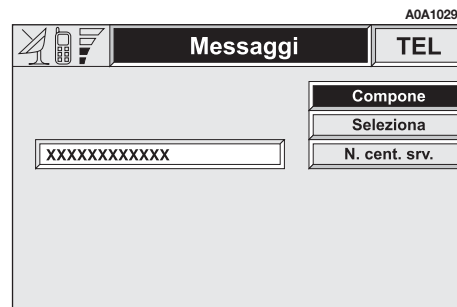 A0A1029
Messaggi TEL
Compone
Seleziona
XXXXXXXXXXXX N. cent. srv.